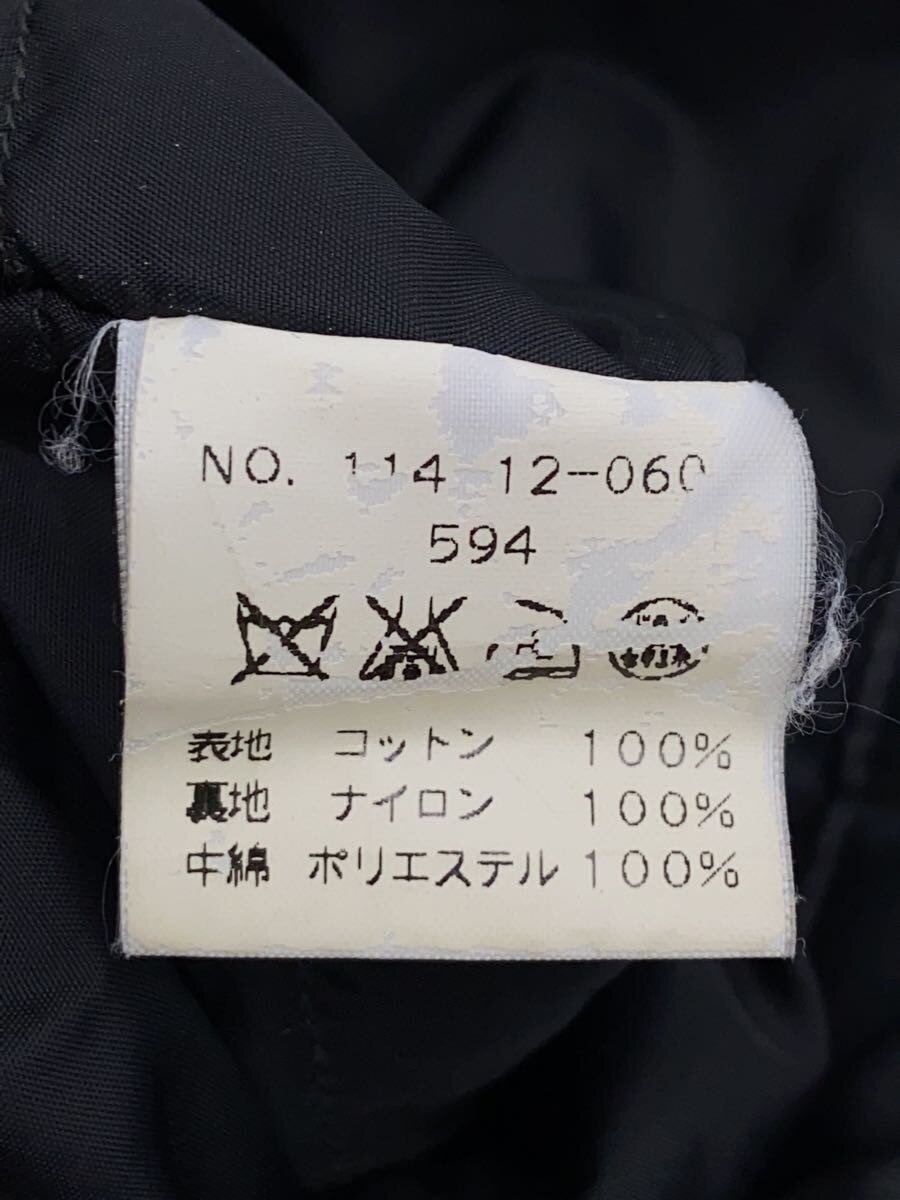 NO. 114 12-060
594
表地 コットン 100%
裏地 ナイロン 100%
中綿 ポリエステル 100%